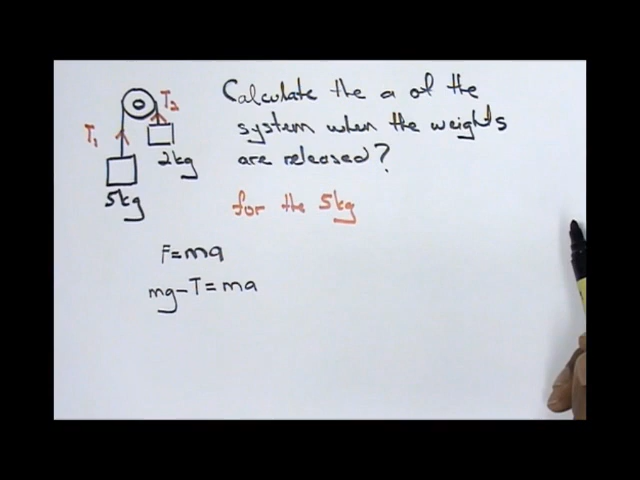 Calculate the a of the
system when the weights
are released?
T₁
T₂
2kg
5kg
for the 5kg
F=ma
mg-T=ma